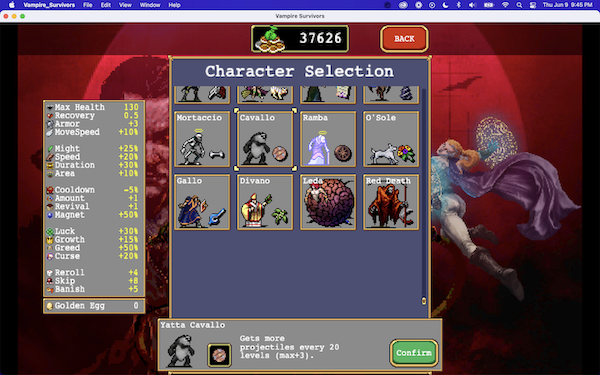 Vampire_Survivors File Edit View Window Help
Thu Jun 9 9:45 PM
Vampire Survivors
37626
BACK
Character Selection
Max Health 130
Recovery 0.5
Armor +3
MoveSpeed +10%
Might +25%
Speed +20%
Duration +30%
Area +10%
Cooldown -5%
Amount +1
Revival +1
Magnet +50%
Luck +30%
Growth +15%
Greed +50%
Curse +20%
Reroll +4
Skip +8
Banish +5
Golden Egg 0
Mortaccio
Cavallo
Ramba
O'Sole
Gallo
Divano
Leda
Red Death
Yatta Cavallo
Gets more
projectiles every 20
levels (max+3).
Confirm